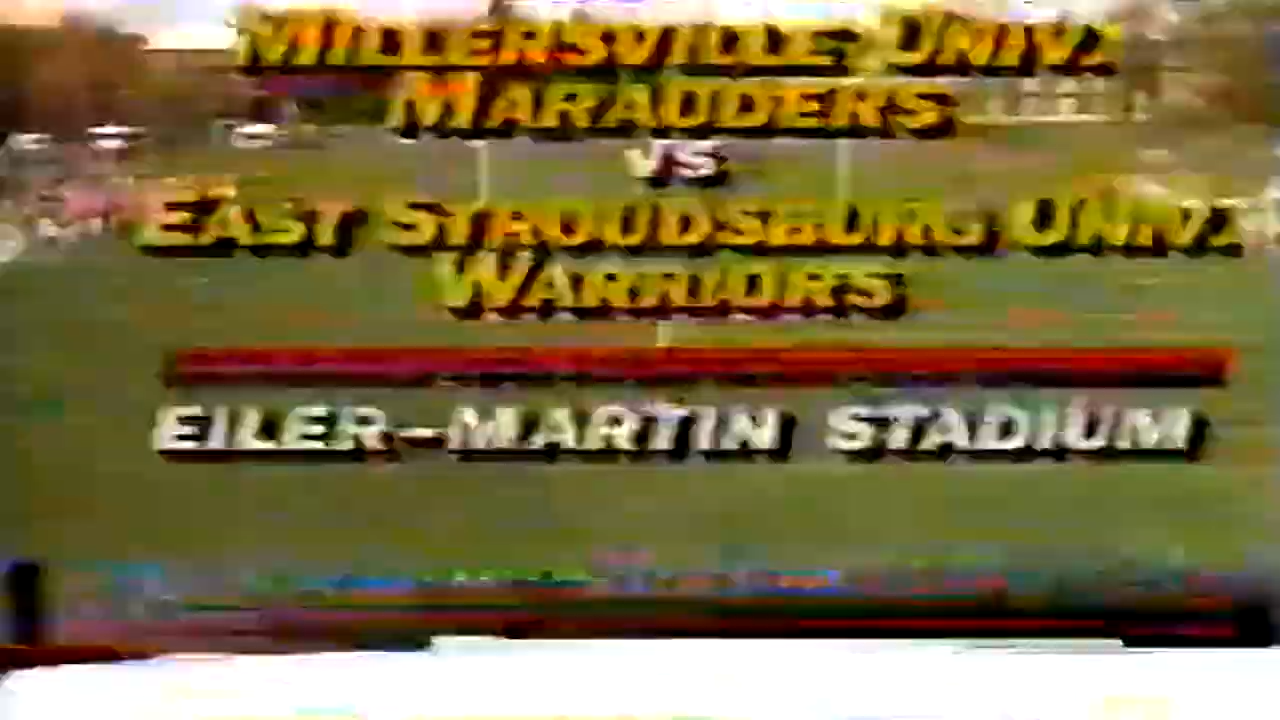 MILLERSVILLE UNIV.
MARAUDERS
VS
EAST STROUDSBURG UNIV.
WARRIORS
EILER-MARTIN STADIUM